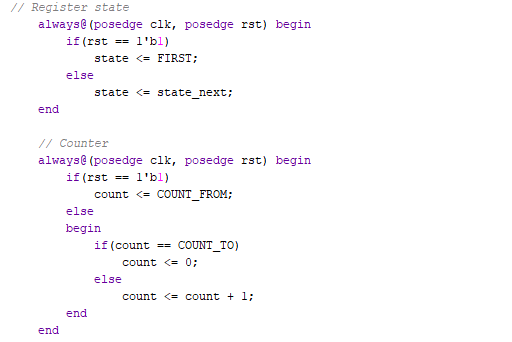 // Register state
always@(posedge clk, posedge rst) begin
if(rst == 1'b1)
state <= FIRST;
else
state <= state_next;
end
// Counter
always@(posedge clk, posedge rst) begin
if(rst == 1'b1)
count <= COUNT_FROM;
else
begin
if(count == COUNT_TO)
count <= 0;
else
count <= count + 1;
end
end